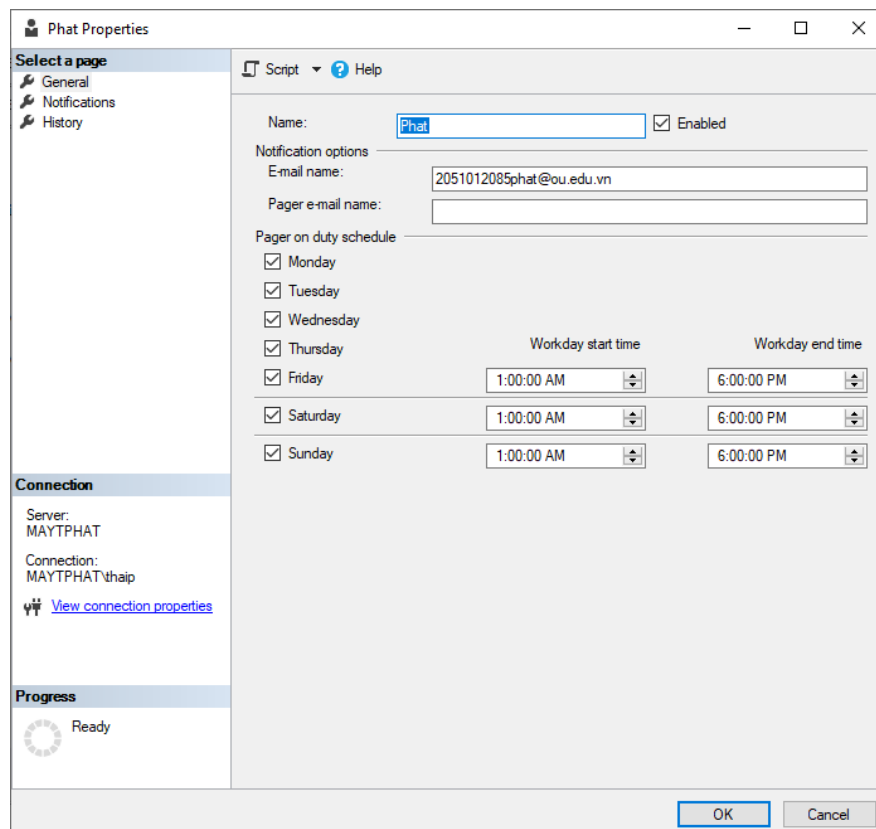 Phat Properties
Select a page
General
Notifications
History
Script
Help
Name: Phat Enabled
Notification options
E-mail name: 2051012085phat@ou.edu.vn
Pager e-mail name:
Pager on duty schedule
Monday
Tuesday
Wednesday
Thursday Workday start time Workday end time
Friday 1:00:00 AM 6:00:00 PM
Saturday 1:00:00 AM 6:00:00 PM
Sunday 1:00:00 AM 6:00:00 PM
Connection
Server:
MAYTPHAT
Connection:
MAYTPHAT\thaip
View connection properties
Progress
Ready
OK Cancel